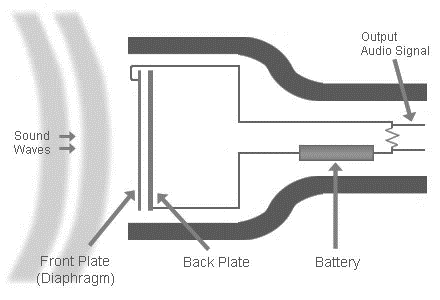 Output
Audio Signal
Sound
Waves
Front Plate
(Diaphragm)
Back Plate
Battery